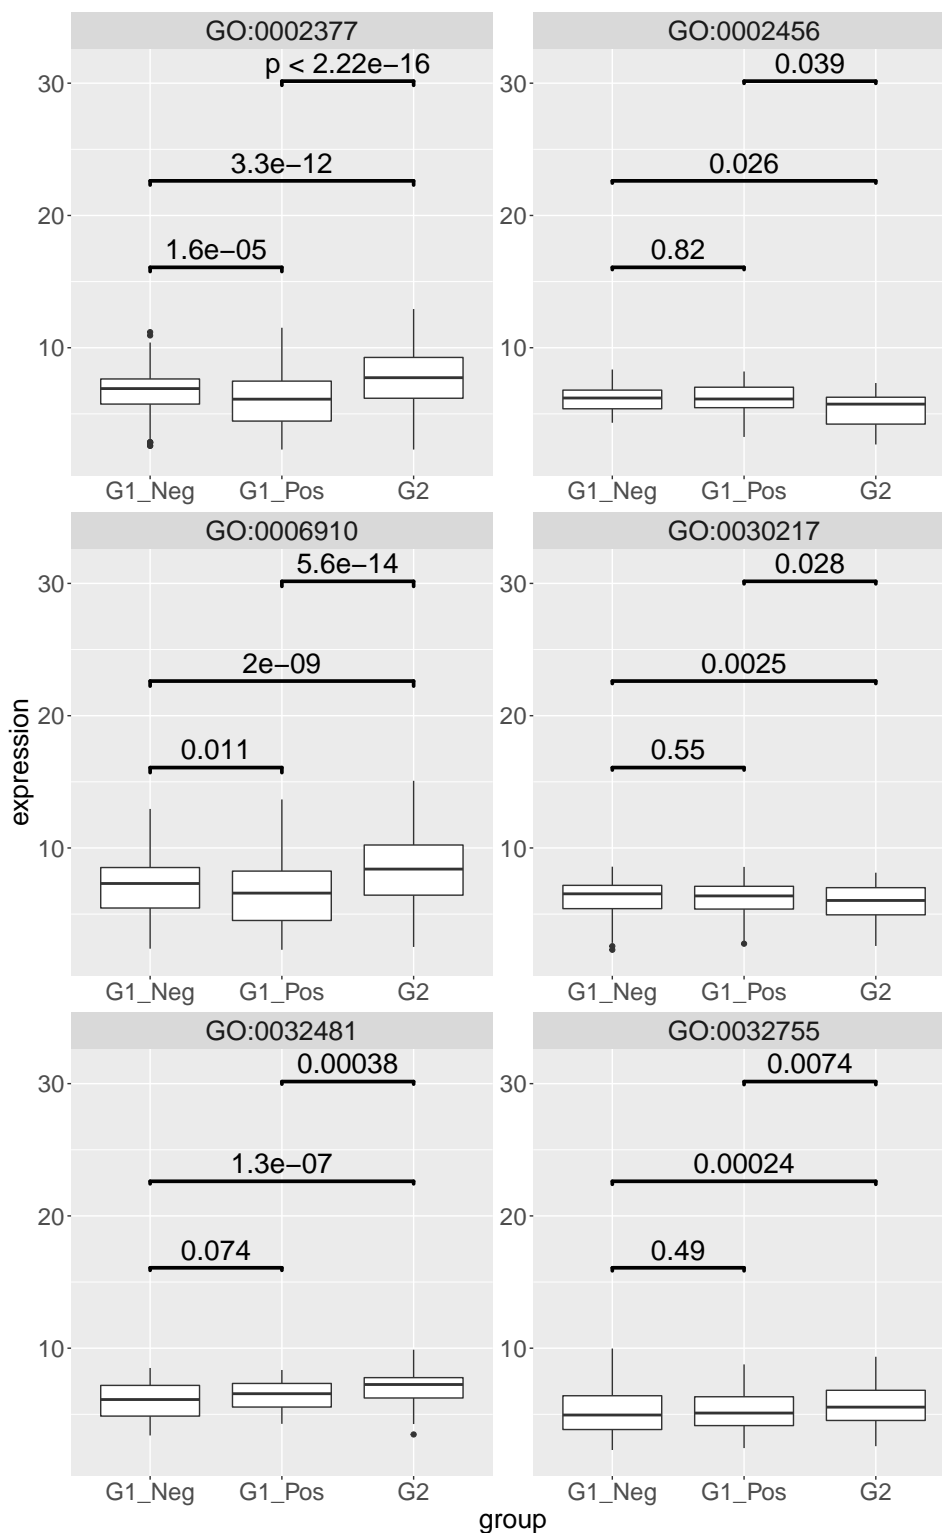 GO:0002377
GO:0002456
p < 2.22e−16
0.039
30
30
3.3e−12
0.026
20
20
1.6e−05
0.82
10
10
G1_Neg
G1_Pos
G2
G1_Neg
G1_Pos
G2
GO:0006910
GO:0030217
5.6e−14
0.028
30
30
2e−09
0.0025
20
20
0.011
0.55
10
10
G1_Neg
G1_Pos
G2
G1_Neg
G1_Pos
G2
expression
GO:0032481
GO:0032755
0.00038
0.0074
30
30
1.3e−07
0.00024
20
20
0.074
0.49
10
10
G1_Neg
G1_Pos
G2
G1_Neg
G1_Pos
G2
group